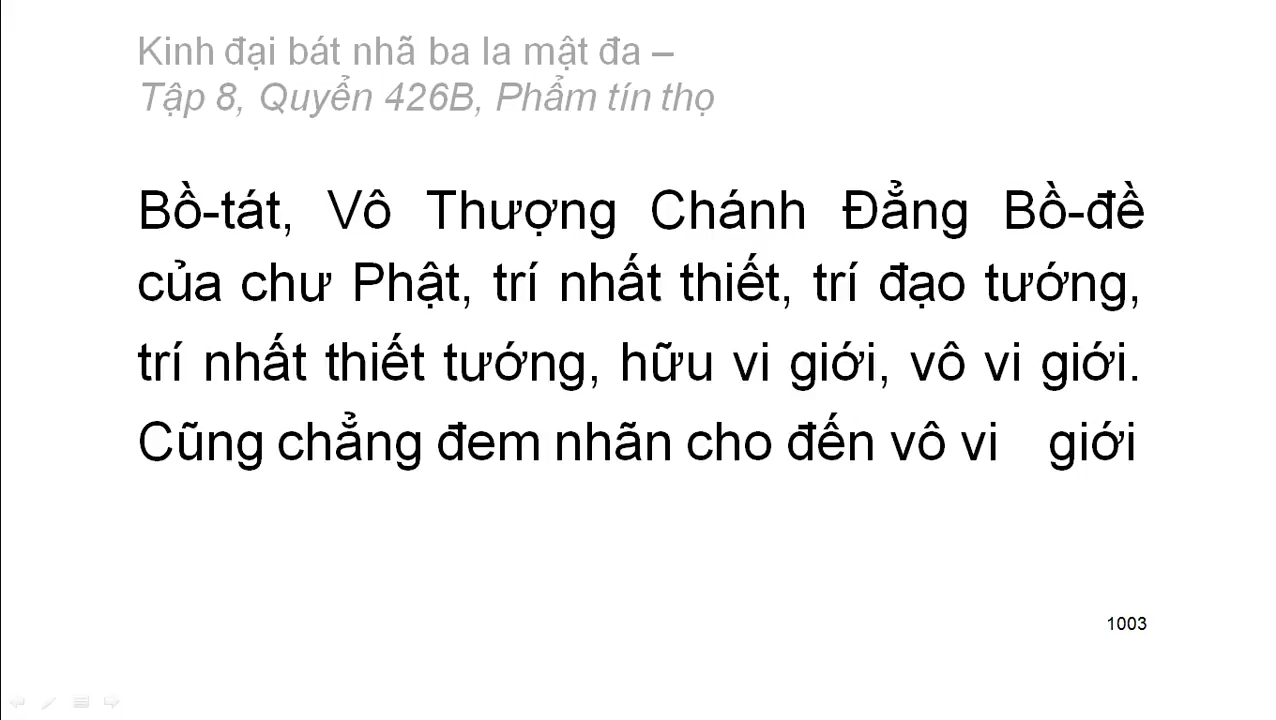 Kinh đại bát nhã ba la mật đa –
Tập 8, Quyển 426B, Phẩm tín thọ
Bồ-tát, Vô Thượng Chánh Đẳng Bồ-đề
của chư Phật, trí nhất thiết, trí đạo tướng,
trí nhất thiết tướng, hữu vi giới, vô vi giới.
Cũng chẳng đem nhãn cho đến vô vi giới
1003